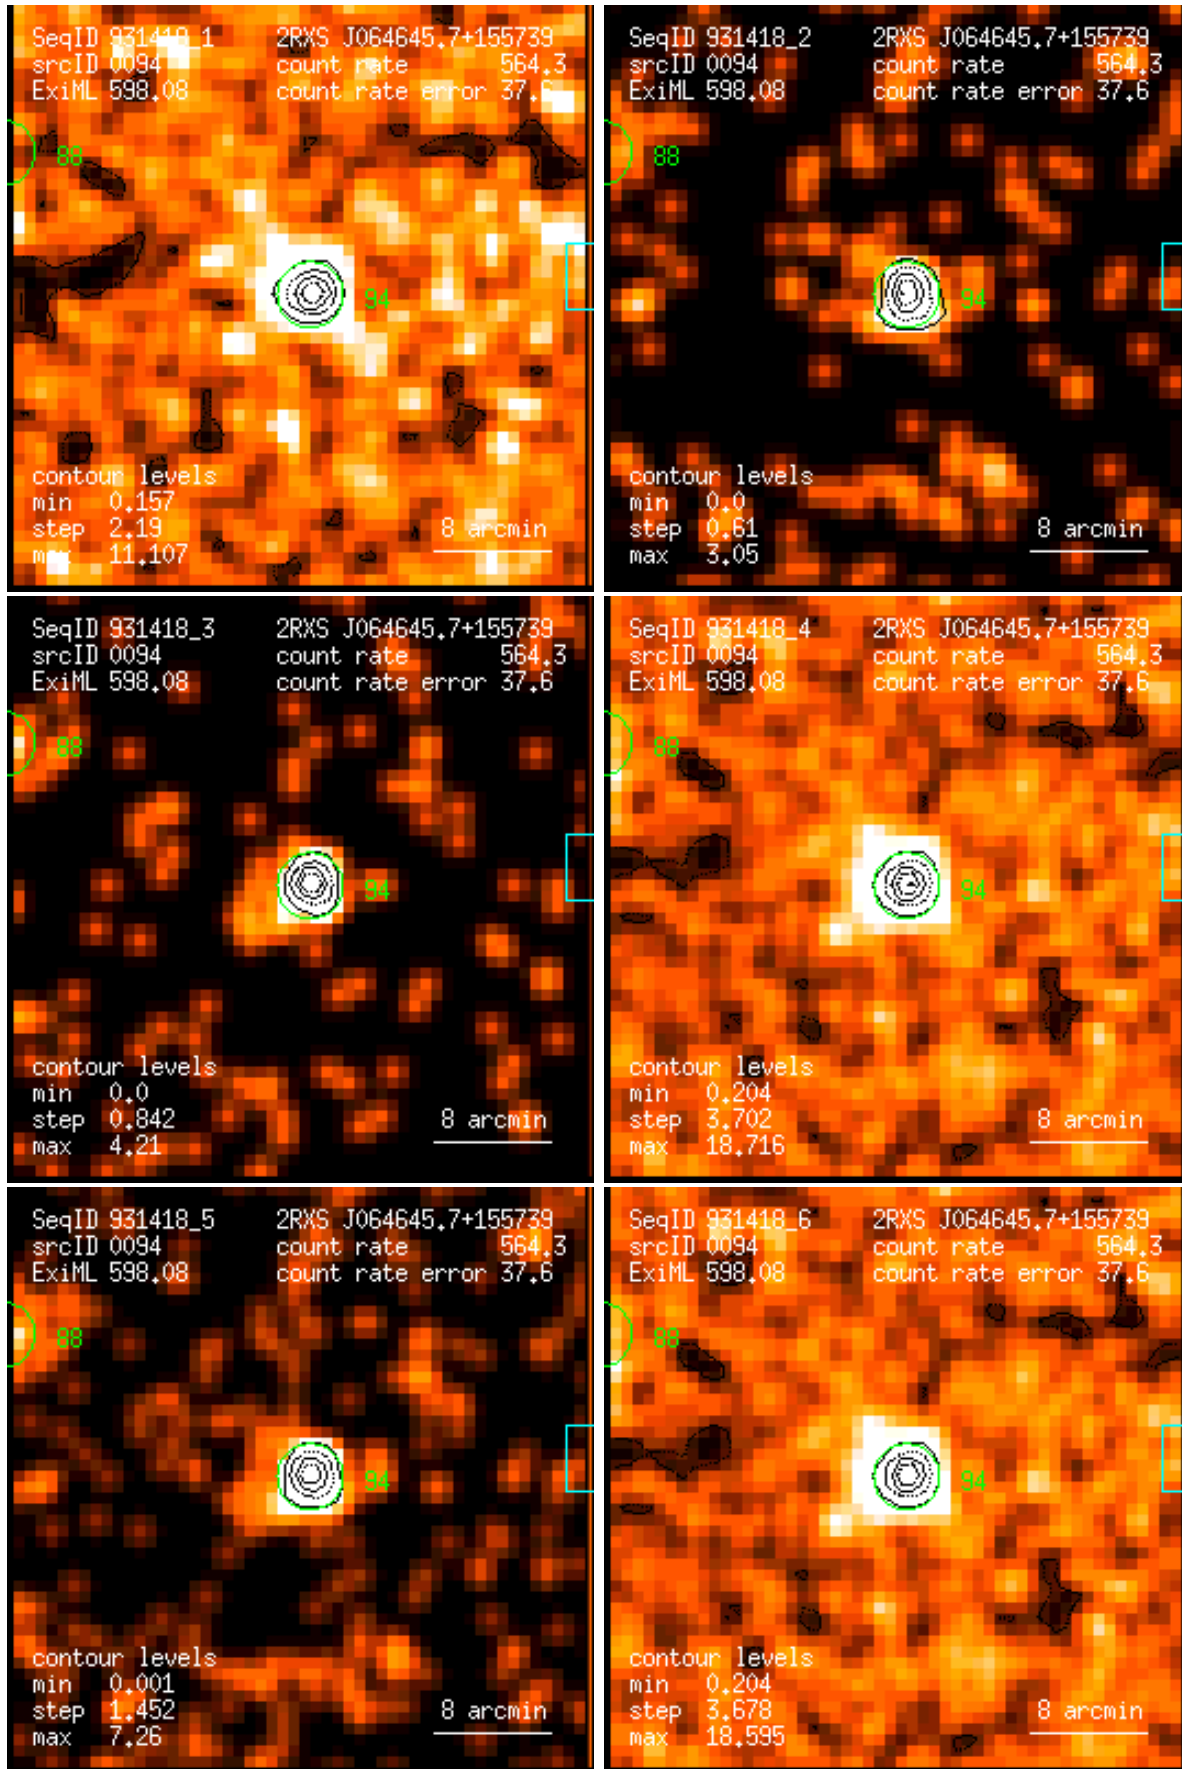 SeqID 931418_1 2RXS J064645.7+155739
srcID 0094 count rate 564.3
ExiML 598.08 count rate error 37.6
88
94
contour levels
min 0.157
step 2.19 8 arcmin
max 11.107
SeqID 931418_2 2RXS J064645.7+155739
srcID 0094 count rate 564.3
ExiML 598.08 count rate error 37.6
88
94
contour levels
min 0.0
step 0.61 8 arcmin
max 3.05
SeqID 931418_3 2RXS J064645.7+155739
srcID 0094 count rate 564.3
ExiML 598.08 count rate error 37.6
88
94
contour levels
min 0.0
step 0.842 8 arcmin
max 4.21
SeqID 931418_4 2RXS J064645.7+155739
srcID 0094 count rate 564.3
ExiML 598.08 count rate error 37.6
88
94
contour levels
min 0.204
step 3.702 8 arcmin
max 18.716
SeqID 931418_5 2RXS J064645.7+155739
srcID 0094 count rate 564.3
ExiML 598.08 count rate error 37.6
88
94
contour levels
min 0.001
step 1.452 8 arcmin
max 7.26
SeqID 931418_6 2RXS J064645.7+155739
srcID 0094 count rate 564.3
ExiML 598.08 count rate error 37.6
88
94
contour levels
min 0.204
step 3.678 8 arcmin
max 18.595